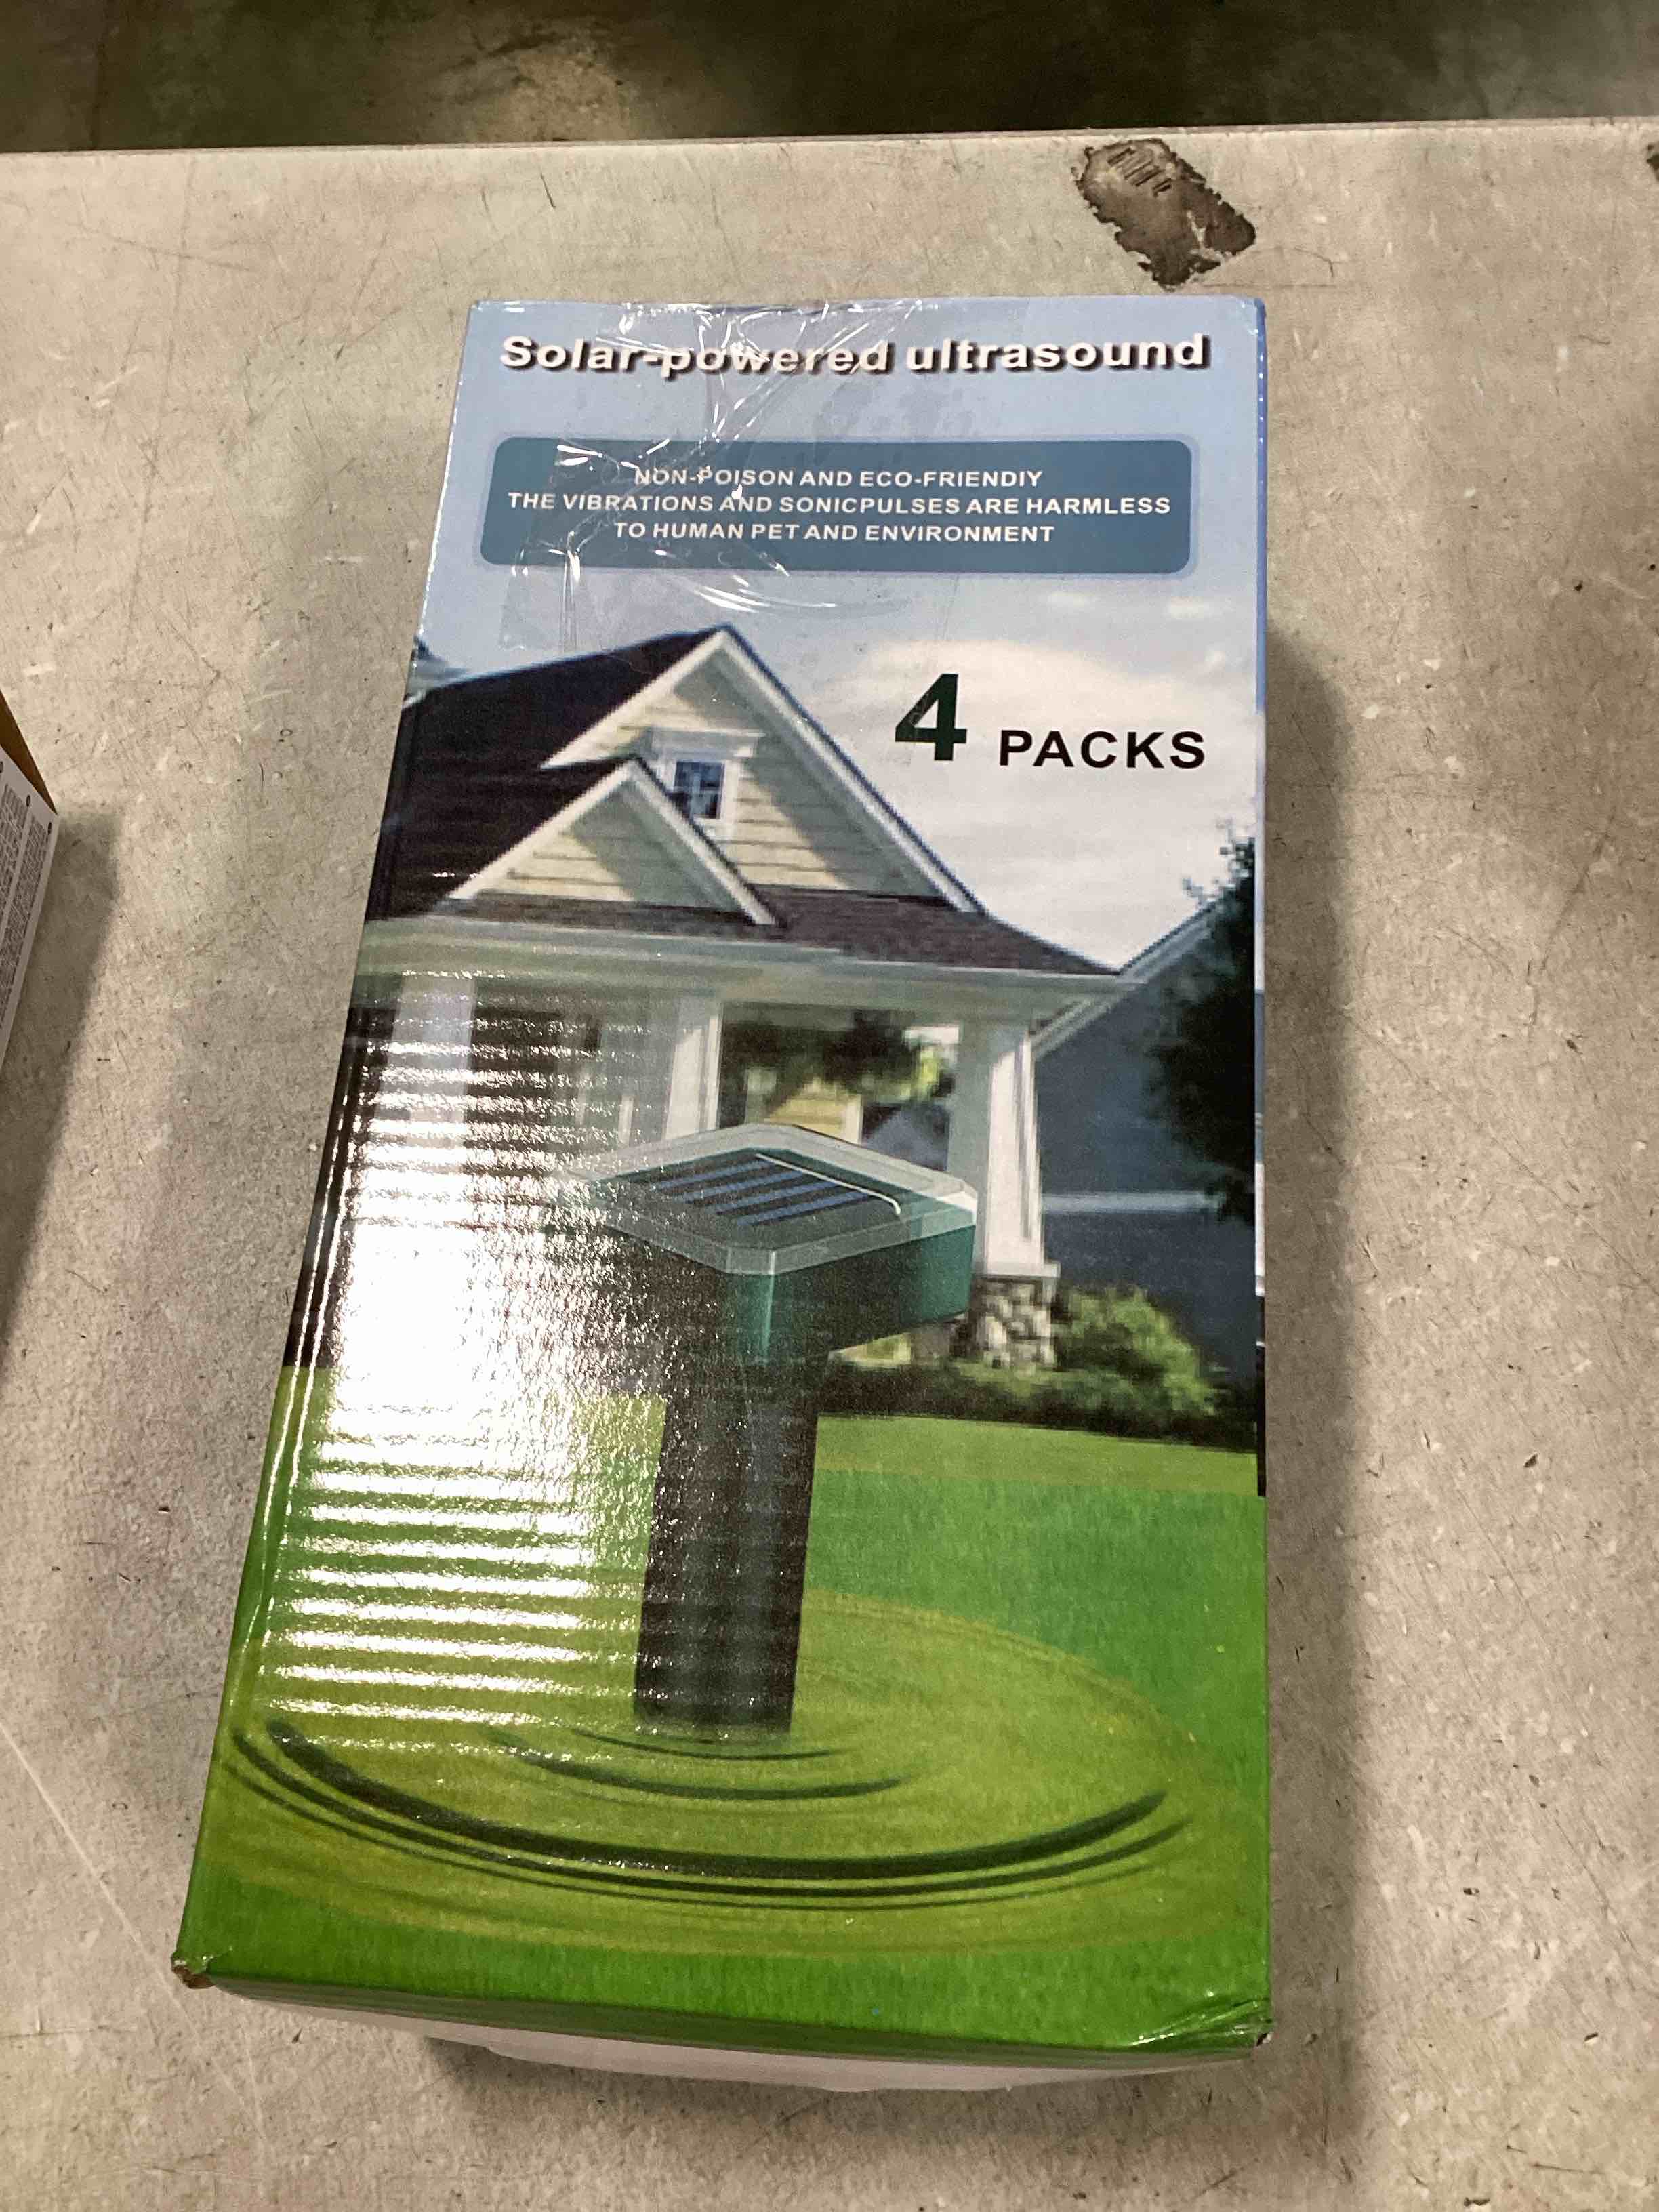 Solar-powered ultrasound
NON-POISON AND ECO-FRIENDIY
THE VIBRATIONS AND SONICPULSES ARE HARMLESS
TO HUMAN PET AND ENVIRONMENT
4 PACKS